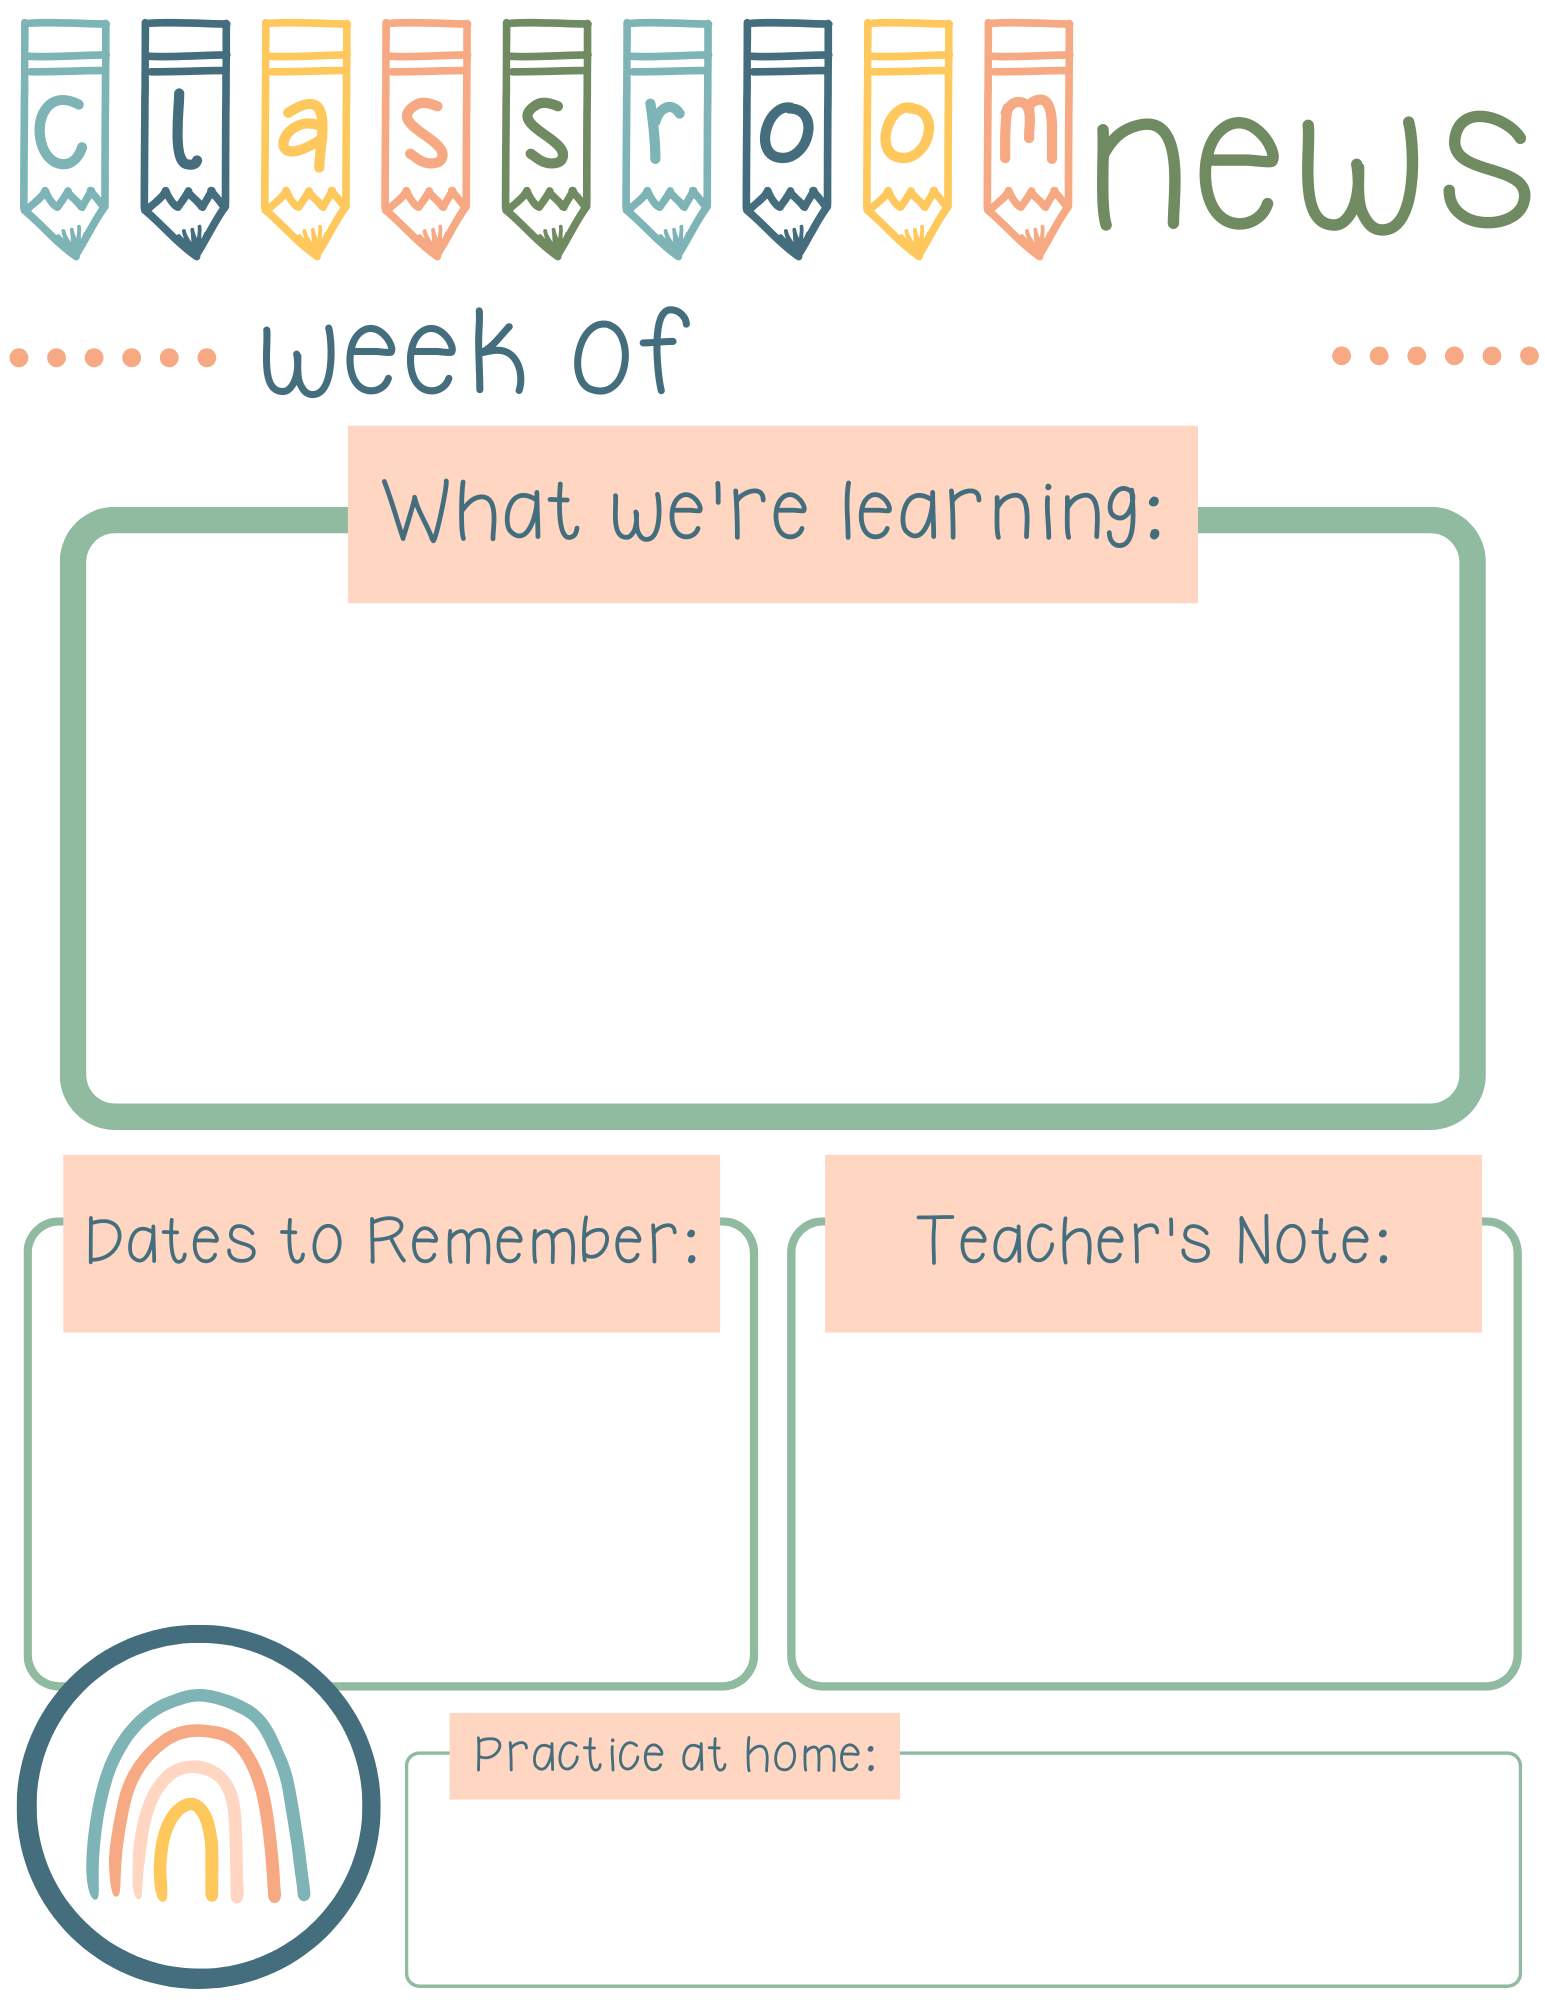 classroom news
week of
What we're learning:
Dates to Remember:
Teacher's Note:
Practice at home: